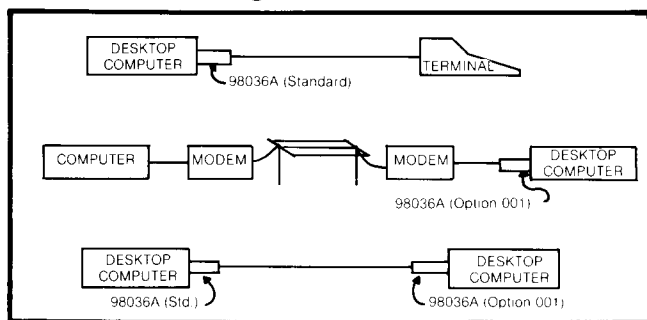 DESKTOP
COMPUTER
TERMINAL
98036A (Standard)
COMPUTER
MODEM
MODEM
DESKTOP
COMPUTER
98036A (Option 001)
DESKTOP
COMPUTER
DESKTOP
COMPUTER
98036A (Std.)
98036A (Option 001)